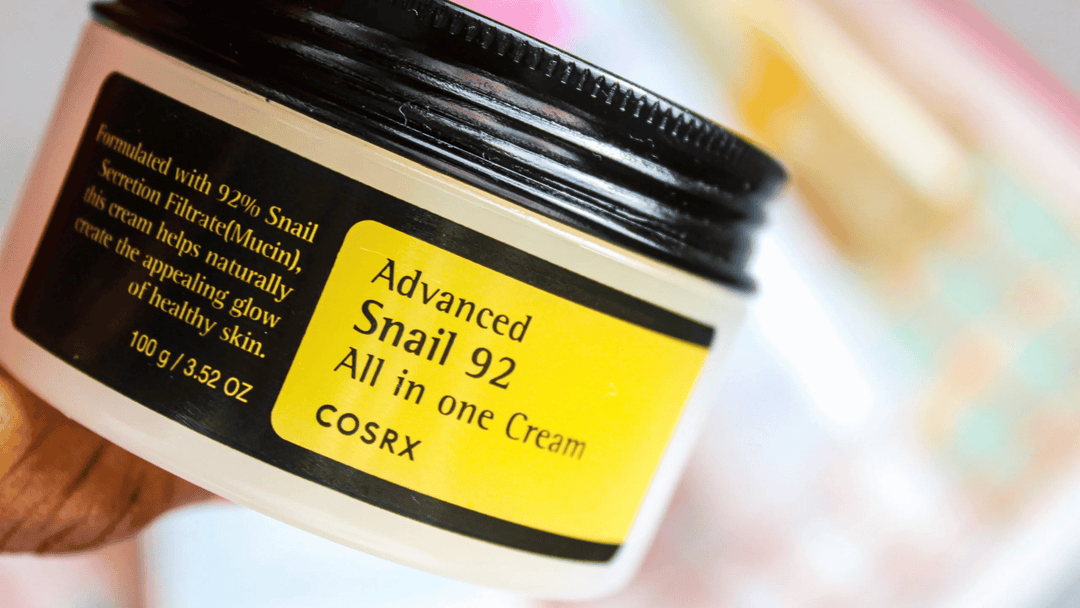 Formulated with 92% Snail
Secretion Filtrate(Mucin),
this cream helps naturally
create the appealing glow
of healthy skin.
100 g / 3.52 OZ
Advanced
Snail 92
All in one Cream
COSRX